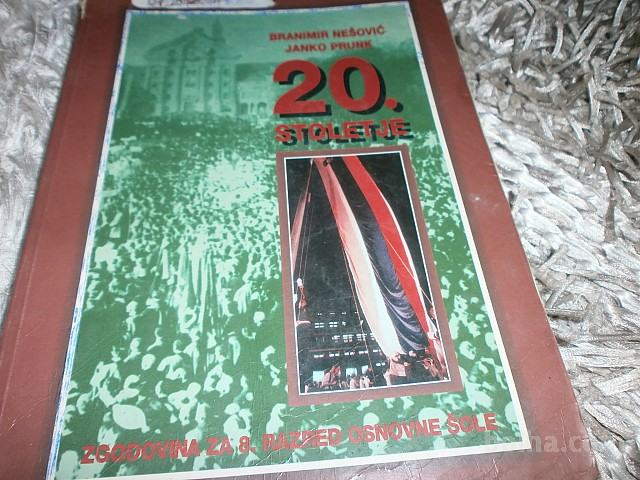 BRANIMIR NEŠOVIĆ
JANKO PRUNK
20.
STOLETJE
ZGODOVINA ZA 8. RAZRED OSNOVNE ŠOLE